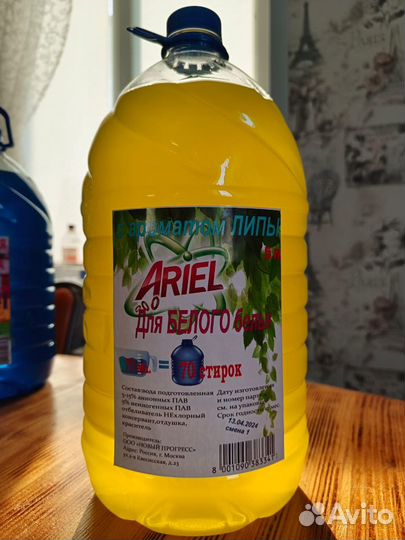 с ароматом ЛИПЫ
ARIEL
Для БЕЛОГО белья
= 70 стирок
Состав:вода подготовленная
5-15% анионных ПАВ
5% неионогенных ПАВ
отбеливатель НЕхлорный
консервант,отдушка,
краситель
Производитель:
ООО «НОВЫЙ ПРОГРЕСС»
Адрес: Россия, г. Москва
Дату изготовления
и номер партии
см. на упаковке
Срок годности
13.04.2024
смена 1
Avito